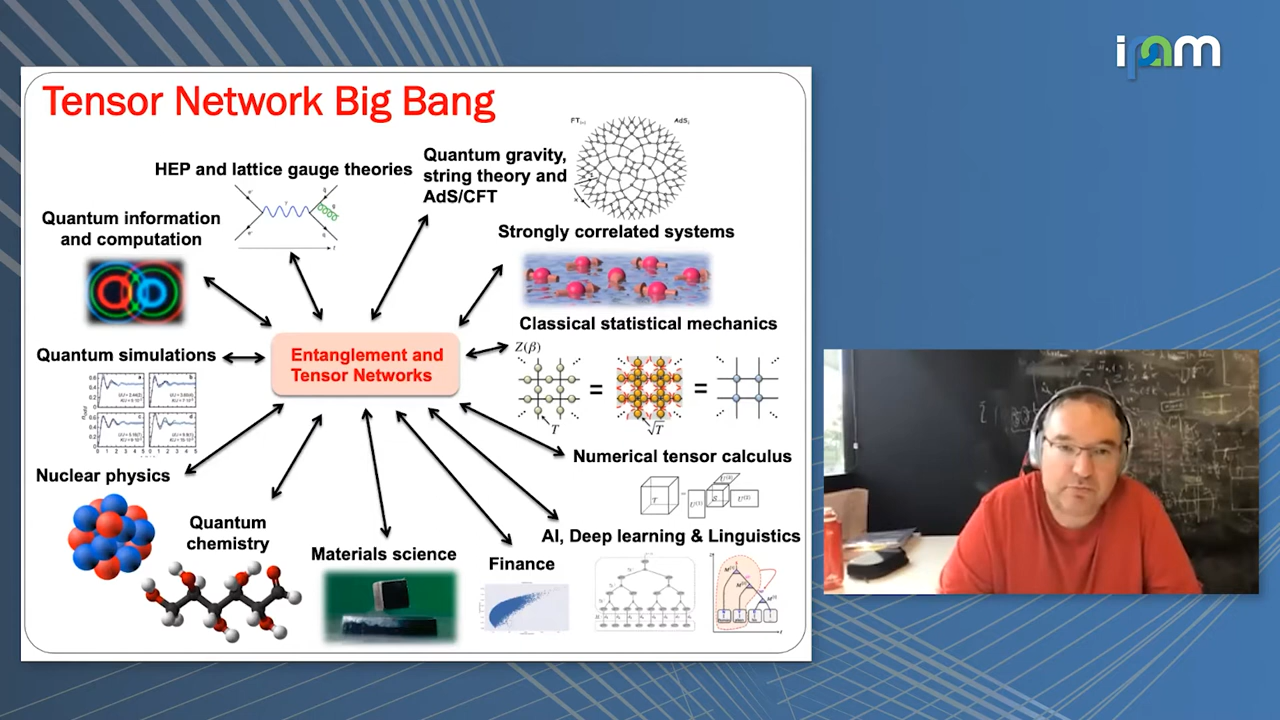 ipam
Tensor Network Big Bang
HEP and lattice gauge theories
Quantum gravity,
string theory and
AdS/CFT
Quantum information
and computation
Strongly correlated systems
Classical statistical mechanics
Z(β)
Quantum simulations
Entanglement and
Tensor Networks
=
=
T
√T
Nuclear physics
Numerical tensor calculus
Quantum
chemistry
Materials science
Finance
AI, Deep learning & Linguistics